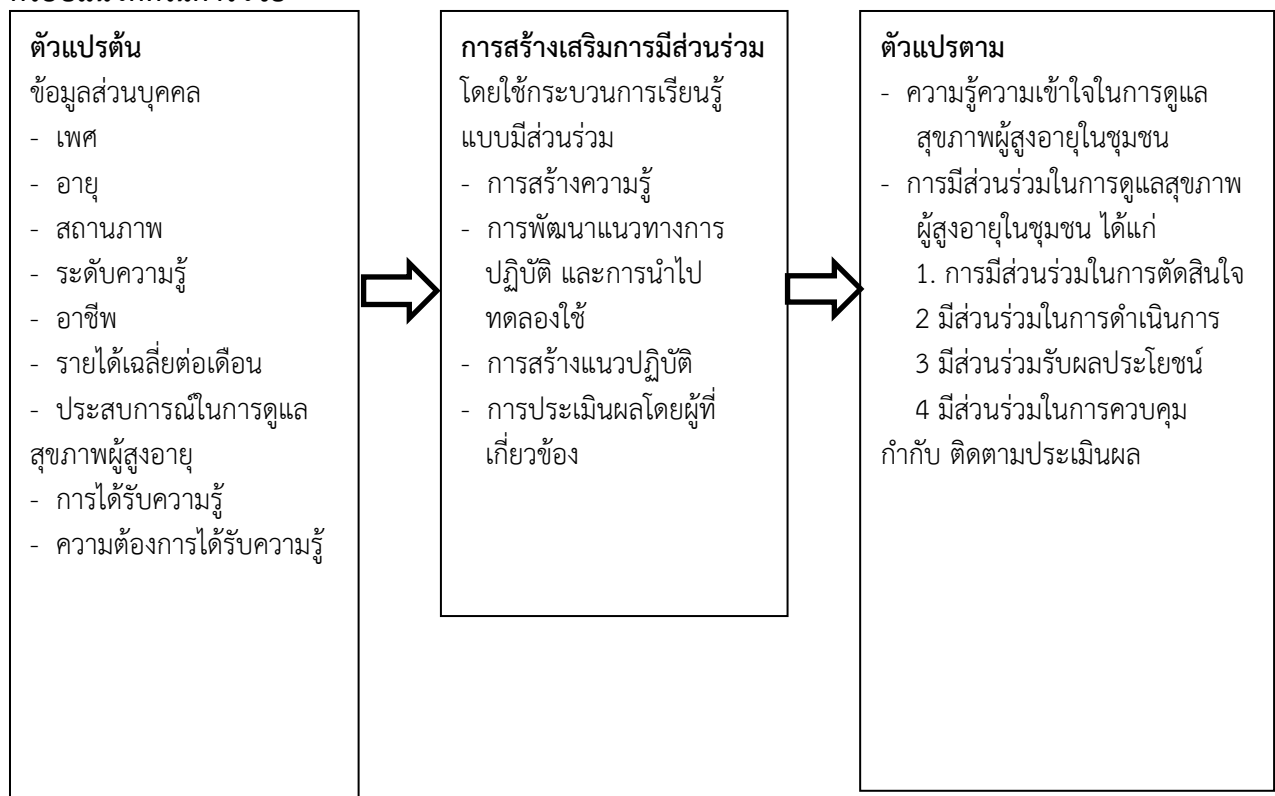 ตัวแปรต้น
ข้อมูลส่วนบุคคล
- เพศ
- อายุ
- สถานภาพ
- ระดับความรู้
- อาชีพ
- รายได้เฉลี่ยต่อเดือน
- ประสบการณ์ในการดูแล
สุขภาพผู้สูงอายุ
- การได้รับความรู้
- ความต้องการได้รับความรู้
การสร้างเสริมการมีส่วนร่วม
โดยใช้กระบวนการเรียนรู้
แบบมีส่วนร่วม
- การสร้างความรู้
- การพัฒนาแนวทางการ
ปฏิบัติ และการนำไป
ทดลองใช้
- การสร้างแนวปฏิบัติ
- การประเมินผลโดยผู้ที่
เกี่ยวข้อง
ตัวแปรตาม
- ความรู้ความเข้าใจในการดูแล
สุขภาพผู้สูงอายุในชุมชน
- การมีส่วนร่วมในการดูแลสุขภาพ
ผู้สูงอายุในชุมชน ได้แก่
1. การมีส่วนร่วมในการตัดสินใจ
2 มีส่วนร่วมในการดำเนินการ
3 มีส่วนร่วมรับผลประโยชน์
4 มีส่วนร่วมในการควบคุม
กำกับ ติดตามประเมินผล